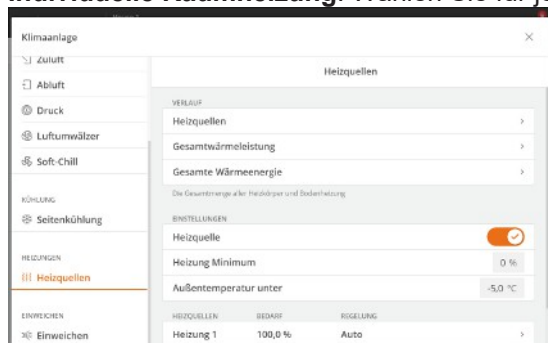 Klimaanlage
Zuluft
Heizquellen
Abluft
VERLAUF
Druck
Heizquellen
Luftumwälzer
Gesamtwärmeleistung
Soft-Chill
Gesamte Wärmeenergie
Die Gesamtmenge aller Heizkörper und Bodenheizung
KÜHLUNG
EINSTELLUNGEN
Seitenkühlung
Heizquelle
HEIZUNGEN
Heizung Minimum 0 %
Heizquellen
Außentemperatur unter -5,0 °C
EINWEICHEN
HEIZQUELLEN BEDARF REGELUNG
Einweichen
Heizung 1 100,0 % Auto